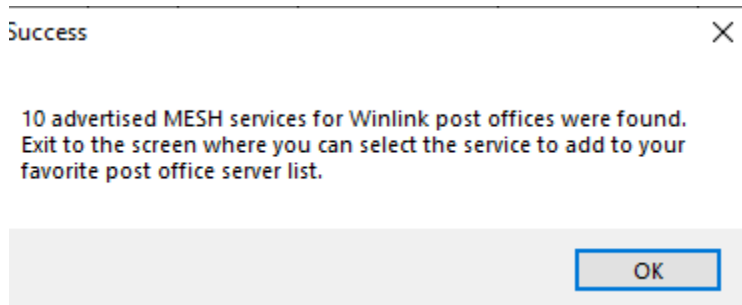 Success
10 advertised MESH services for Winlink post offices were found.
Exit to the screen where you can select the service to add to your
favorite post office server list.
OK